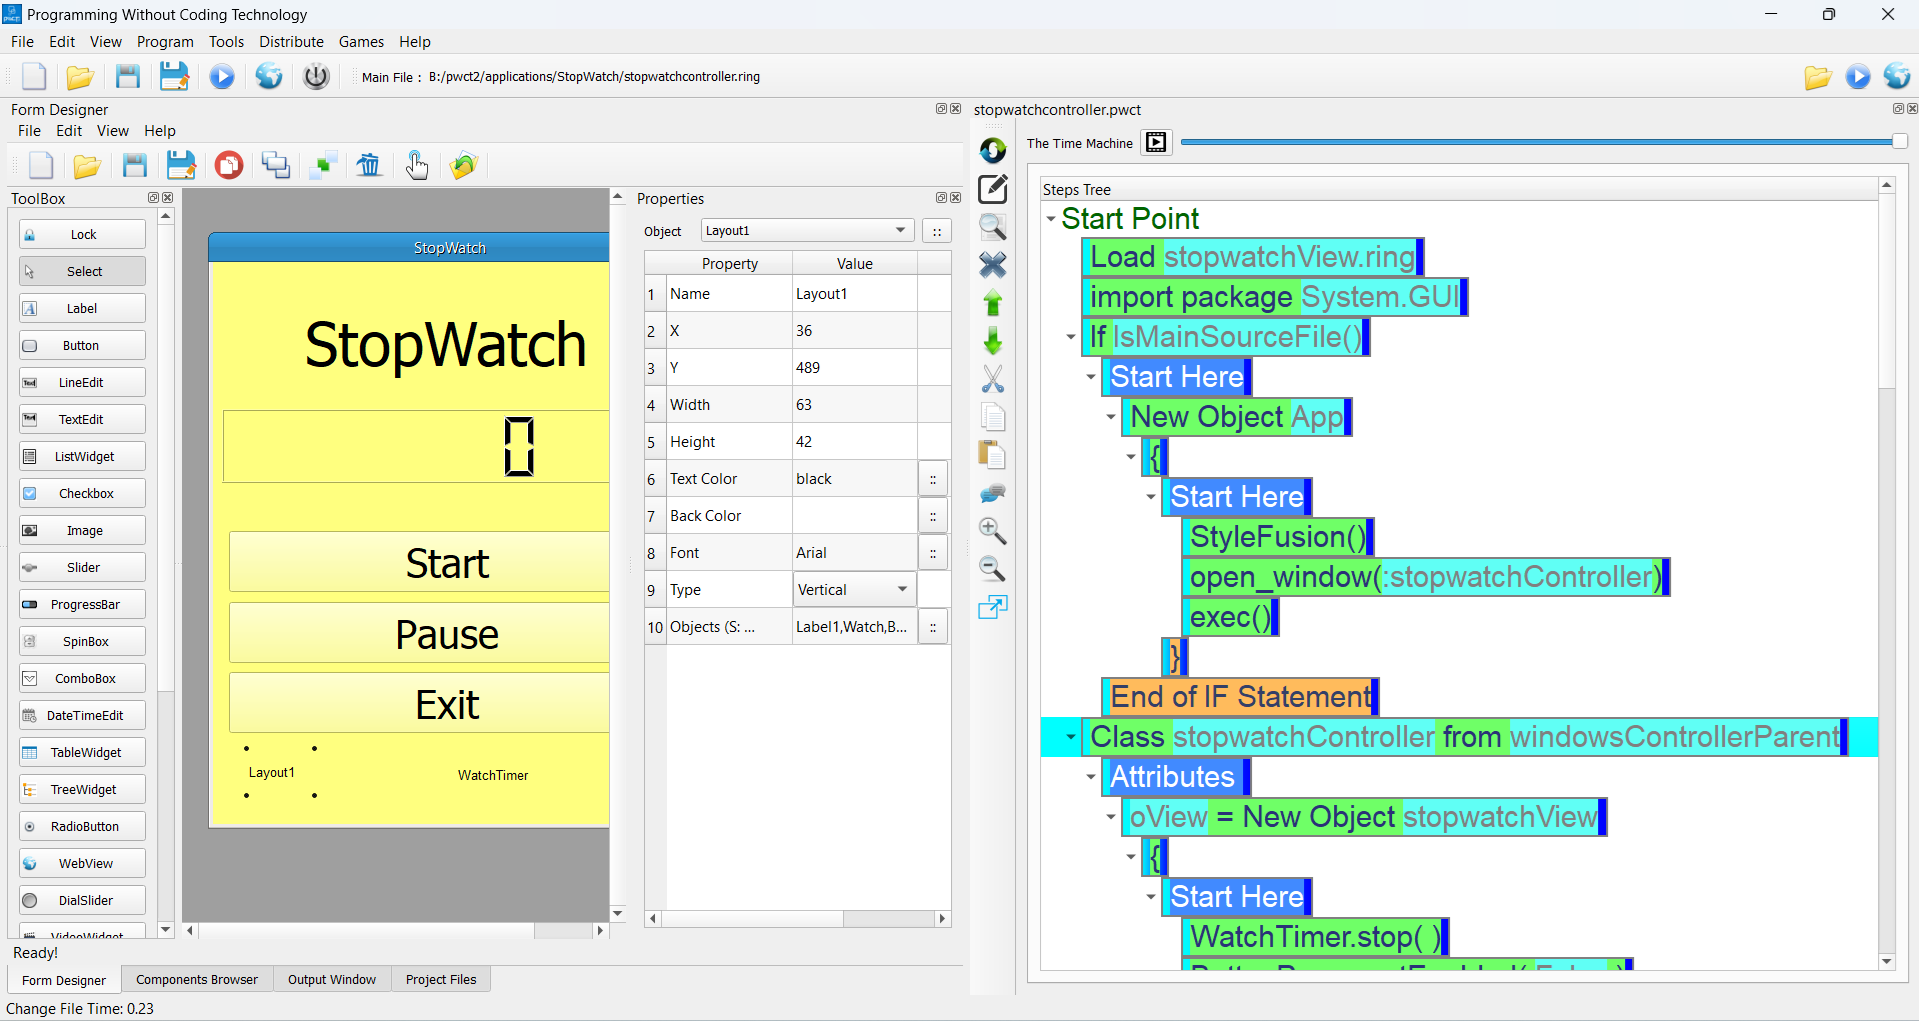 Programming Without Coding Technology
File Edit View Program Tools Distribute Games Help
Main File : B:/pwct2/applications/StopWatch/stopwatchcontroller.ring
Form Designer
File Edit View Help
ToolBox
Lock
Select
Label
Button
LineEdit
TextEdit
ListWidget
Checkbox
Image
Slider
ProgressBar
SpinBox
ComboBox
DateTimeEdit
TableWidget
TreeWidget
RadioButton
WebView
DialSlider
VideoWidget
StopWatch
StopWatch
0
Start
Pause
Exit
Layout1
WatchTimer
Properties
Object Layout1 ::
Property Value
1 Name Layout1
2 X 36
3 Y 489
4 Width 63
5 Height 42
6 Text Color black ::
7 Back Color ::
8 Font Arial ::
9 Type Vertical
10 Objects (S: ... Label1,Watch,B... ::
Ready!
Form Designer Components Browser Output Window Project Files
Change File Time: 0.23
stopwatchcontroller.pwct
The Time Machine
Steps Tree
Start Point
Load stopwatchView.ring
import package System.GUI
If IsMainSourceFile()
Start Here
New Object App
{
Start Here
StyleFusion()
open_window(:stopwatchController)
exec()
}
End of IF Statement
Class stopwatchController from windowsControllerParent
Attributes
oView = New Object stopwatchView
{
Start Here
WatchTimer.stop( )